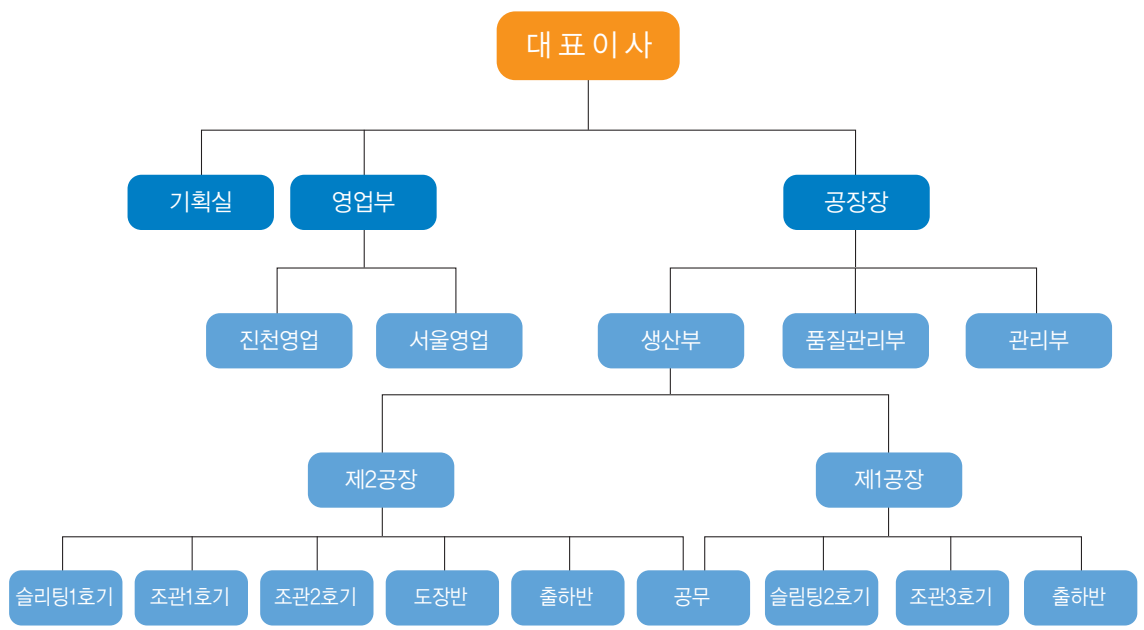 대표이사
기획실
영업부
공장장
진천영업
서울영업
생산부
품질관리부
관리부
제2공장
제1공장
슬리팅1호기
조관1호기
조관2호기
도장반
출하반
공무
슬림팅2호기
조관3호기
출하반